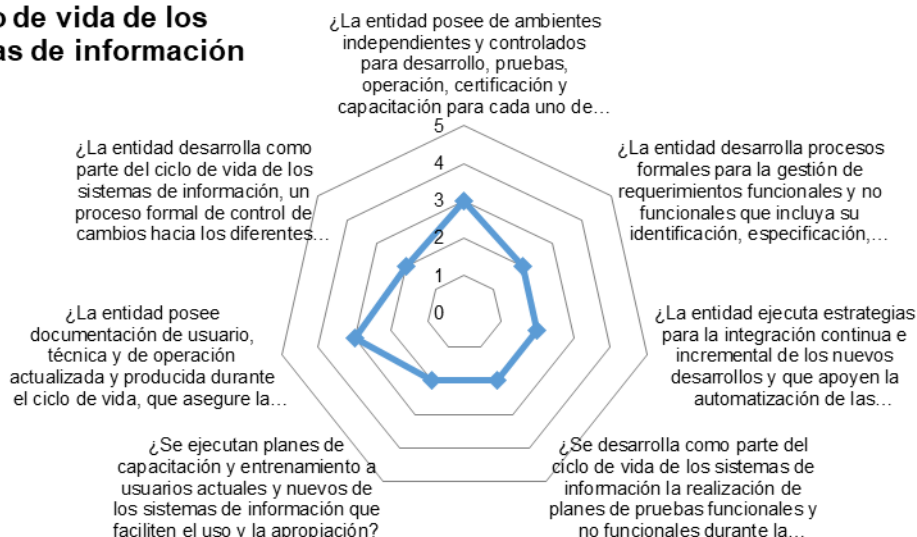 o de vida de los
as de información
¿La entidad posee de ambientes
independientes y controlados
para desarrollo, pruebas,
operación, certificación y
capacitación para cada uno de…
¿La entidad desarrolla procesos
formales para la gestión de
requerimientos funcionales y no
funcionales que incluya su
identificación, especificación,…
¿La entidad ejecuta estrategias
para la integración continua e
incremental de los nuevos
desarrollos y que apoyen la
automatización de las…
¿Se desarrolla como parte del
ciclo de vida de los sistemas de
información la realización de
planes de pruebas funcionales y
no funcionales durante la…
¿Se ejecutan planes de
capacitación y entrenamiento a
usuarios actuales y nuevos de
los sistemas de información que
faciliten el uso y la apropiación?
¿La entidad posee
documentación de usuario,
técnica y de operación
actualizada y producida durante
el ciclo de vida, que asegure la…
¿La entidad desarrolla como
parte del ciclo de vida de los
sistemas de información, un
proceso formal de control de
cambios hacia los diferentes…
5
4
3
2
1
0